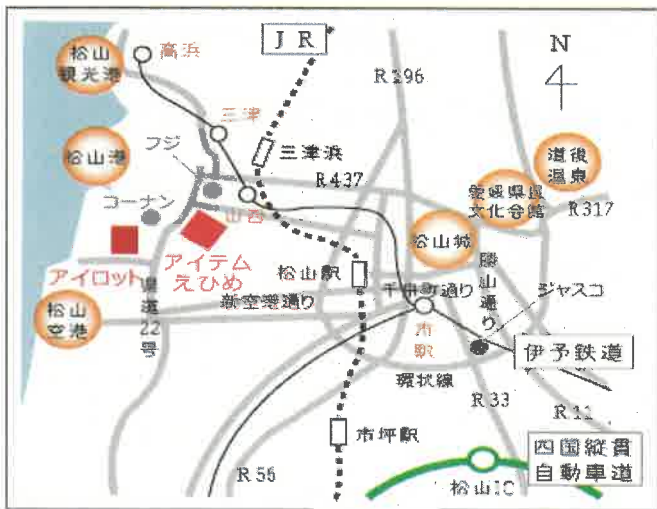 松山
観光港
高浜
JR
N
R196
三津
フジ
三津浜
松山港
道後
温泉
R437
愛媛県民
文化会館
コーナン
山西
R317
松山城
アイテム
えひめ
勝山通り
アイロット
松山駅
千舟町通り
ジャスコ
新空港通り
県道22号
松山
空港
市駅
伊予鉄道
環状線
R33
R11
市坪駅
四国縦貫
自動車道
R56
松山IC